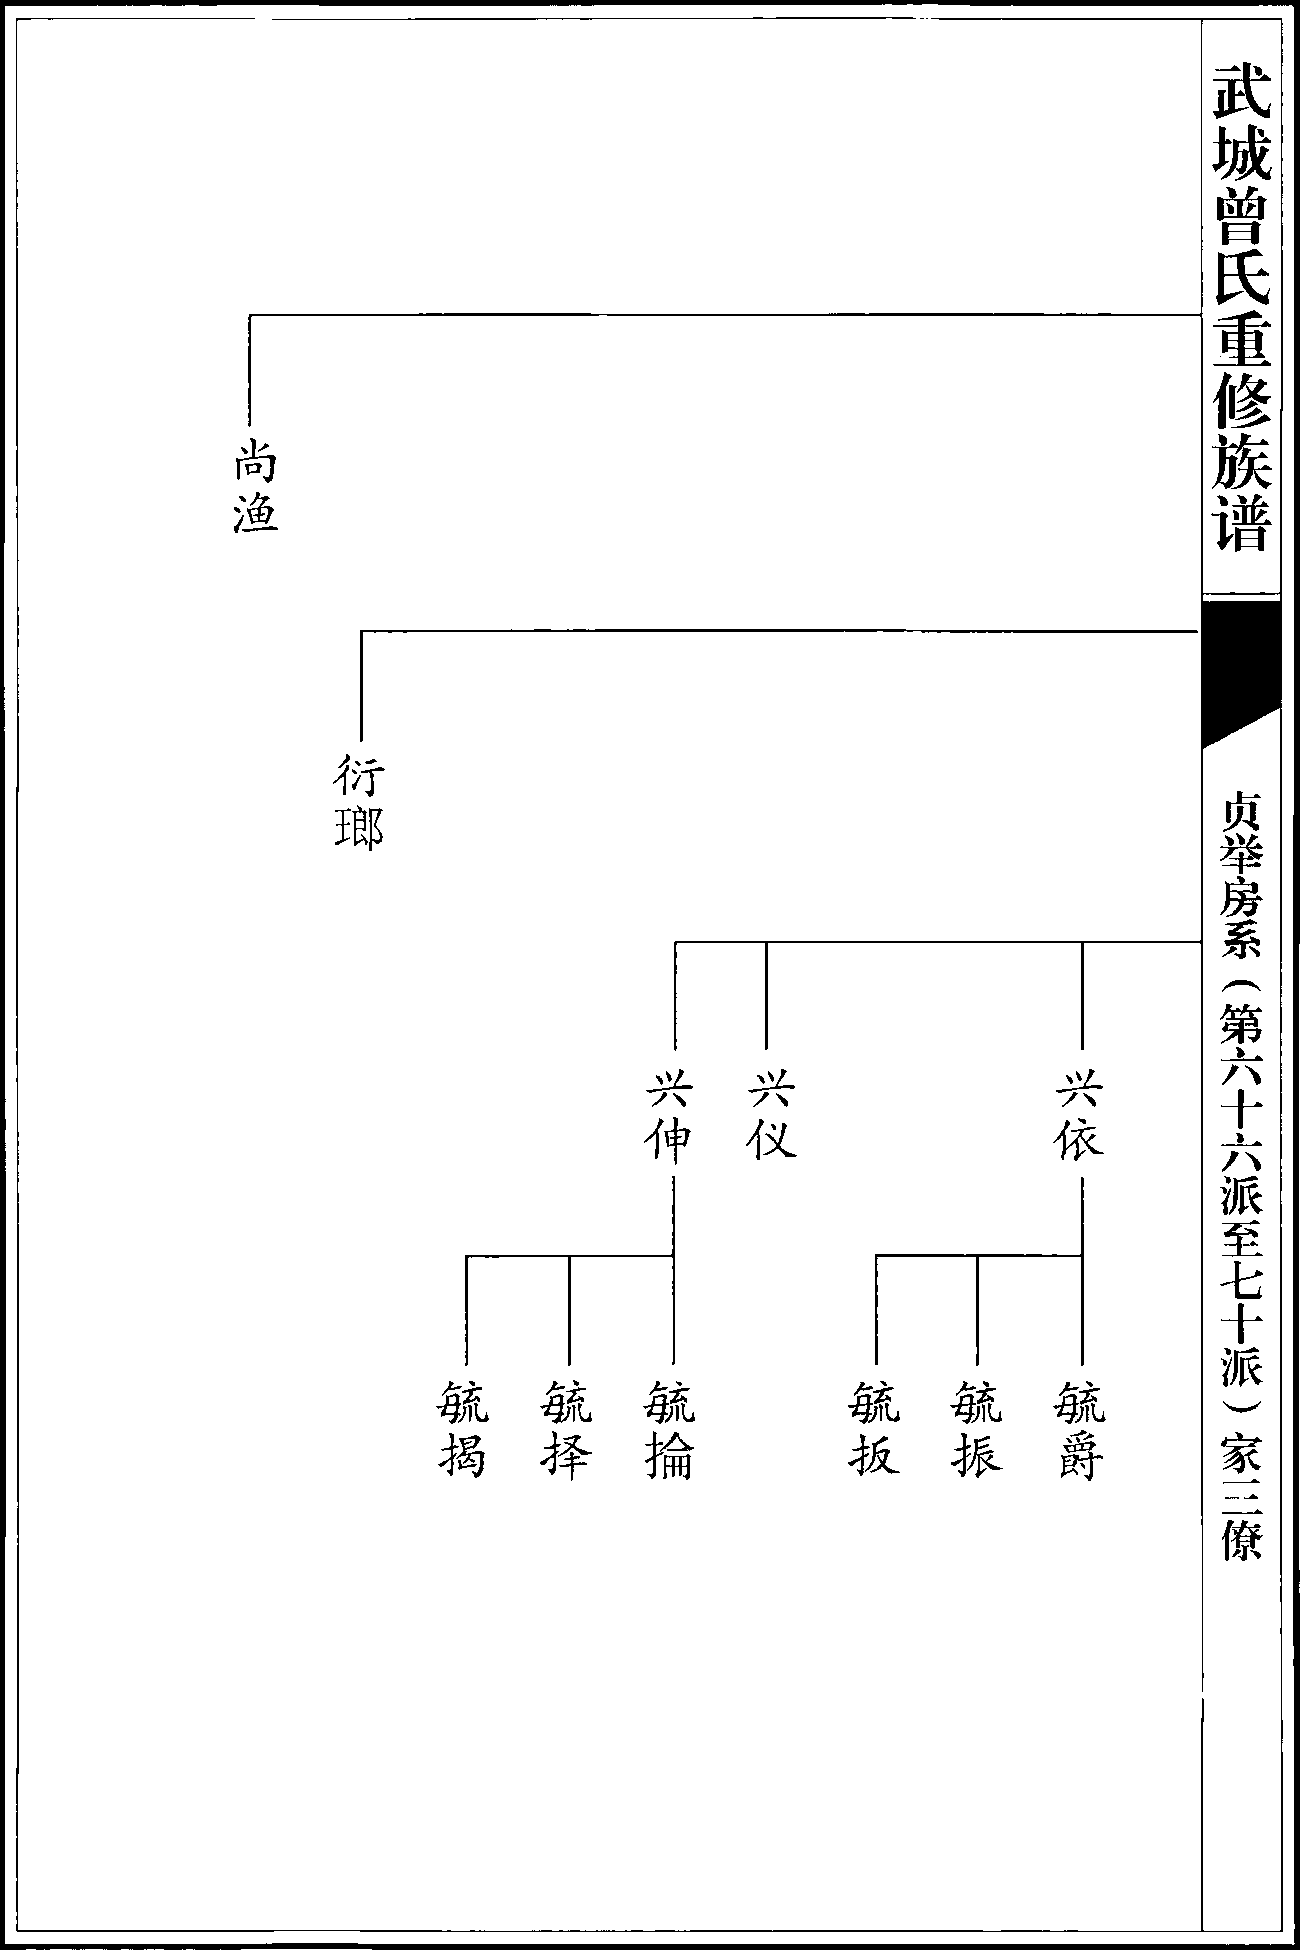 武城曾氏重修族谱
贞举房系（第六十六派至七十派）家三僚
尚渔
衍瑯
兴依
兴仪
兴伸
毓爵
毓振
毓扳
毓掄
毓择
毓揭